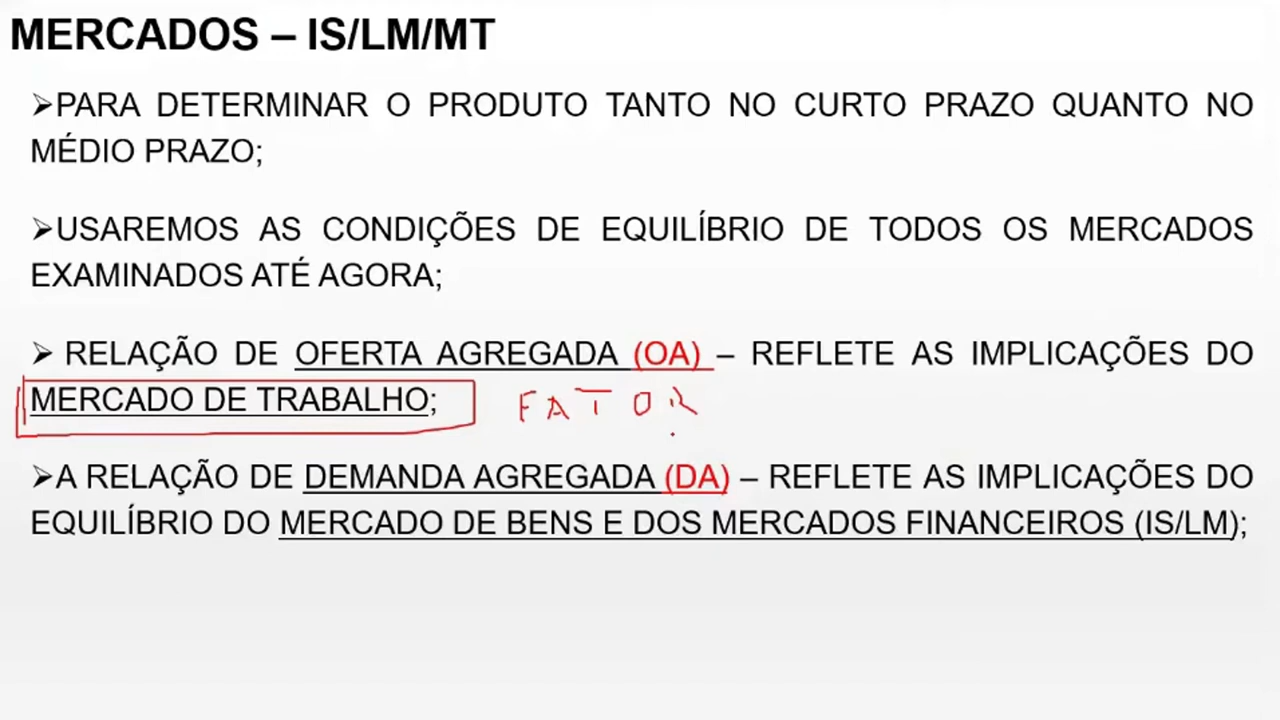 MERCADOS – IS/LM/MT
➢PARA DETERMINAR O PRODUTO TANTO NO CURTO PRAZO QUANTO NO
MÉDIO PRAZO;
➢USAREMOS AS CONDIÇÕES DE EQUILÍBRIO DE TODOS OS MERCADOS
EXAMINADOS ATÉ AGORA;
➢ RELAÇÃO DE OFERTA AGREGADA (OA) – REFLETE AS IMPLICAÇÕES DO
MERCADO DE TRABALHO; FATOR
➢A RELAÇÃO DE DEMANDA AGREGADA (DA) – REFLETE AS IMPLICAÇÕES DO
EQUILÍBRIO DO MERCADO DE BENS E DOS MERCADOS FINANCEIROS (IS/LM);